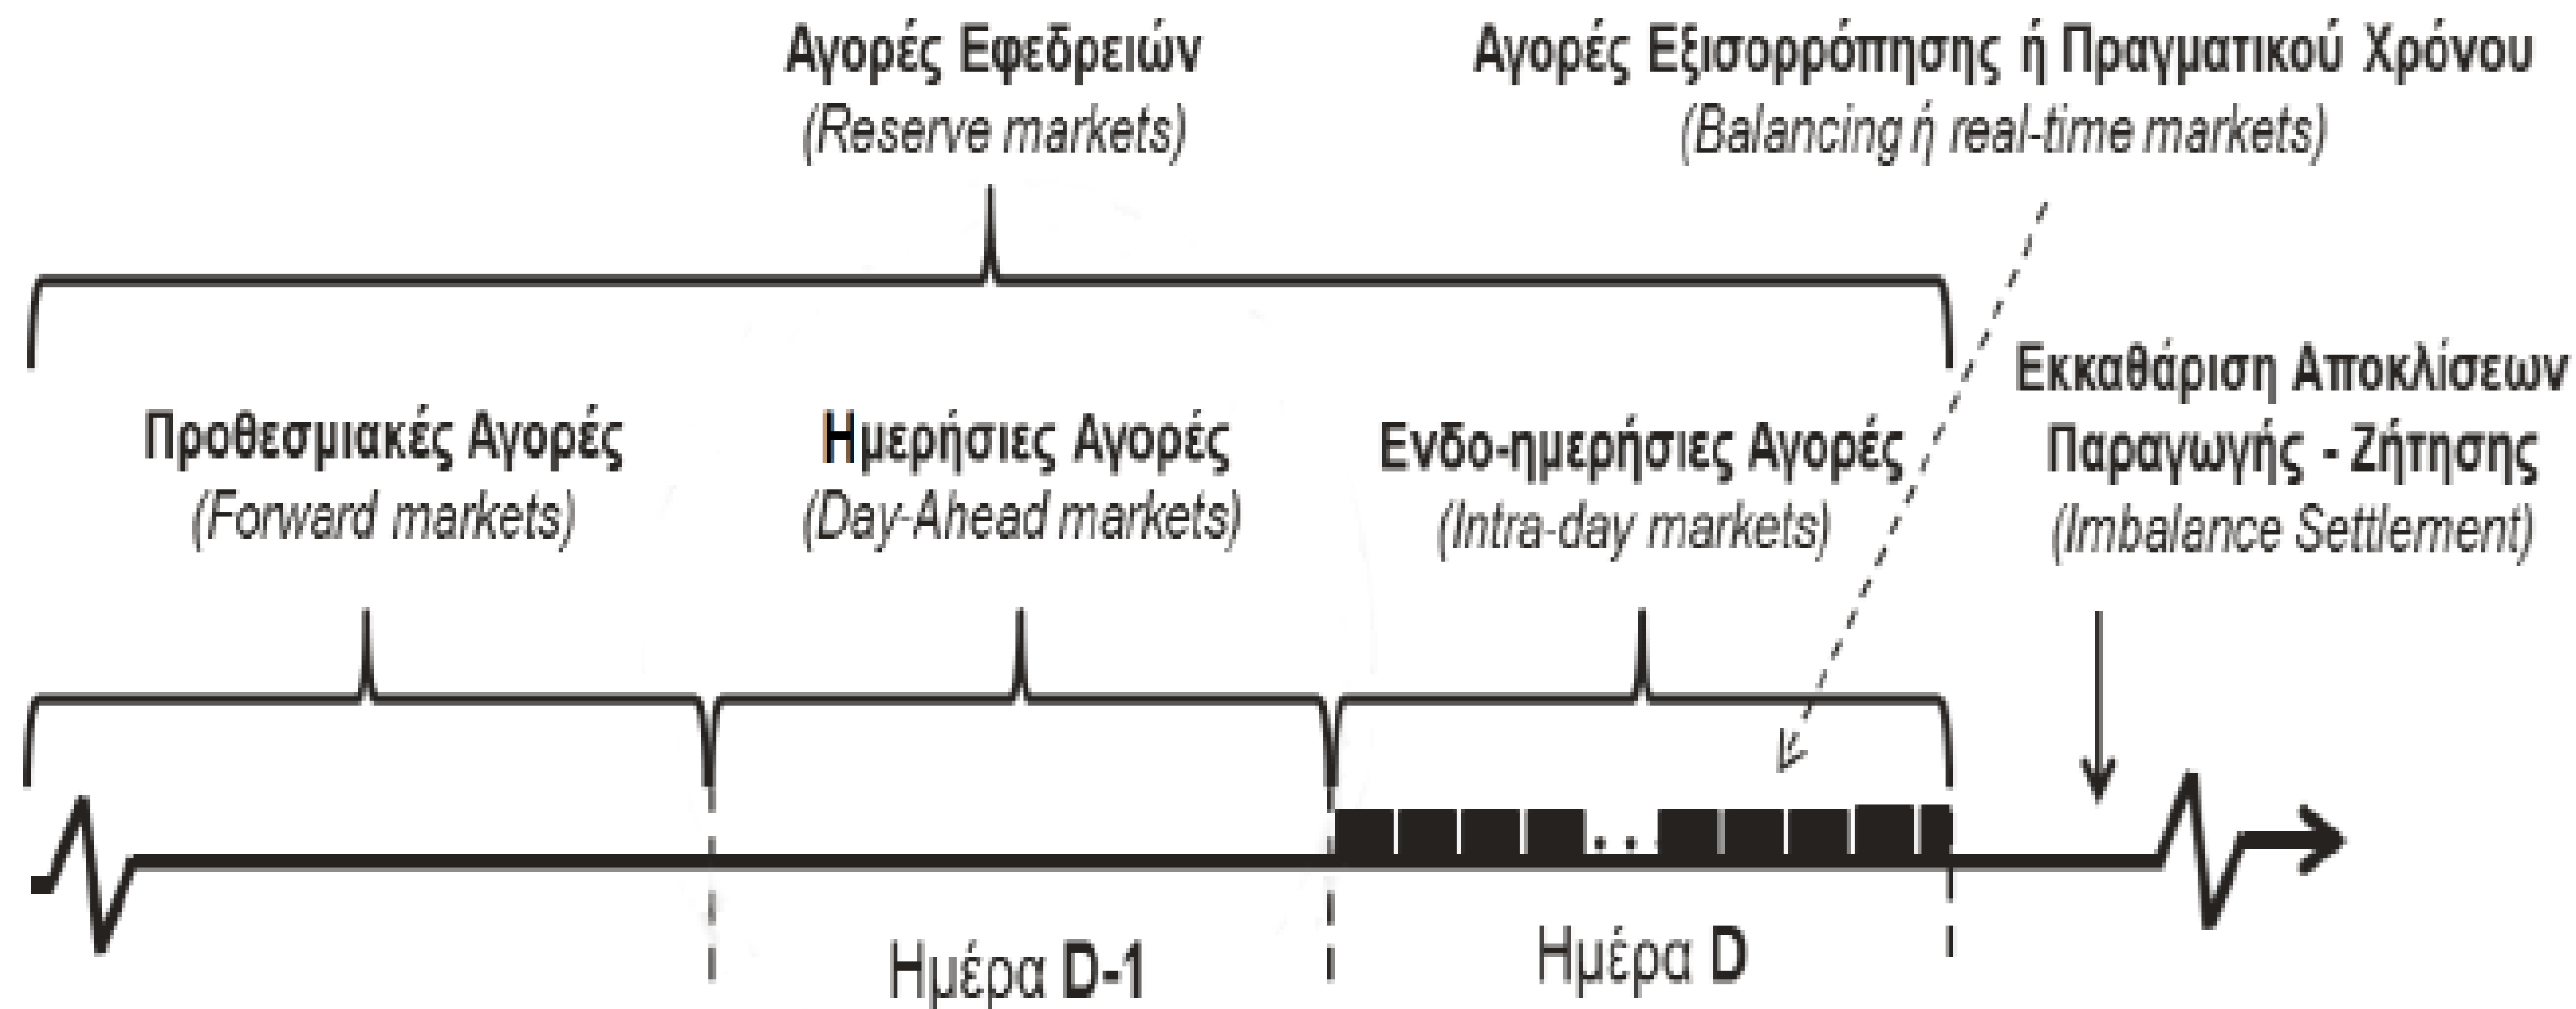 Αγορές Εφεδρειών
(Reserve markets)
Αγορές Εξισορρόπησης ή Πραγματικού Χρόνου
(Balancing ή real-time markets)
Προθεσμιακές Αγορές
(Forward markets)
Ημερήσιες Αγορές
(Day-Ahead markets)
Ενδο-ημερήσιες Αγορές
(Intra-day markets)
Εκκαθάριση Αποκλίσεων
Παραγωγής - Ζήτησης
(Imbalance Settlement)
Ημέρα D-1
Ημέρα D